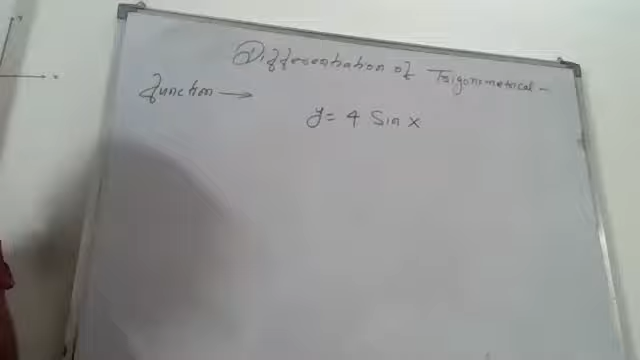 Differentiation of Trigonometrical -
function →
y = 4 Sin x